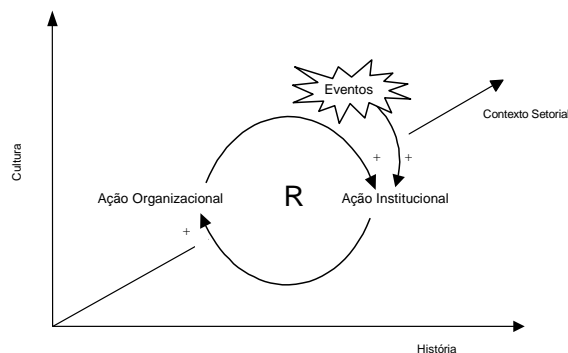 Eventos
Contexto Setorial
Cultura
+ +
Ação Organizacional R Ação Institucional
+
História